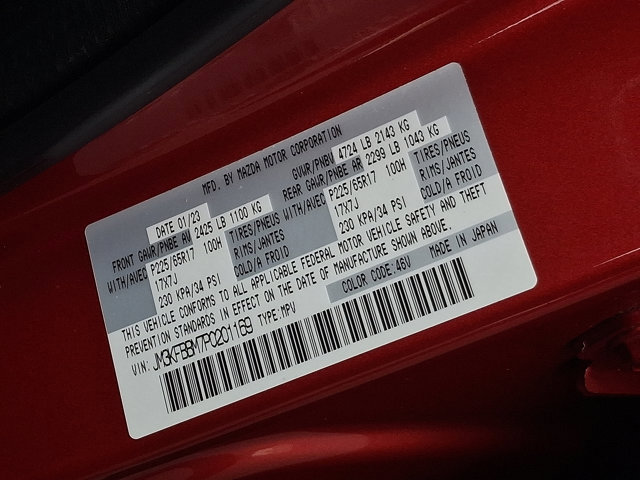 MFD. BY MAZDA MOTOR CORPORATION
DATE 01/23
GVWR/PNBV 4724 LB 2143 KG
FRONT GAWR/PNBE AV 2425 LB 1100 KG
REAR GAWR/PNBE AR 2299 LB 1043 KG
WITH/AVEC P225/65R17 100H TIRES/PNEUS
17X7J RIMS/JANTES
230 KPA/34 PSI COLD/A FROID
WITH/AVEC P225/65R17 100H TIRES/PNEUS
17X7J RIMS/JANTES
230 KPA/34 PSI COLD/A FROID
THIS VEHICLE CONFORMS TO ALL APPLICABLE FEDERAL MOTOR VEHICLE SAFETY AND THEFT
PREVENTION STANDARDS IN EFFECT ON THE DATE OF MANUFACTURE SHOWN ABOVE.
VIN: JM3KFBBM7P0201169 TYPE:MPV
COLOR CODE:46V MADE IN JAPAN